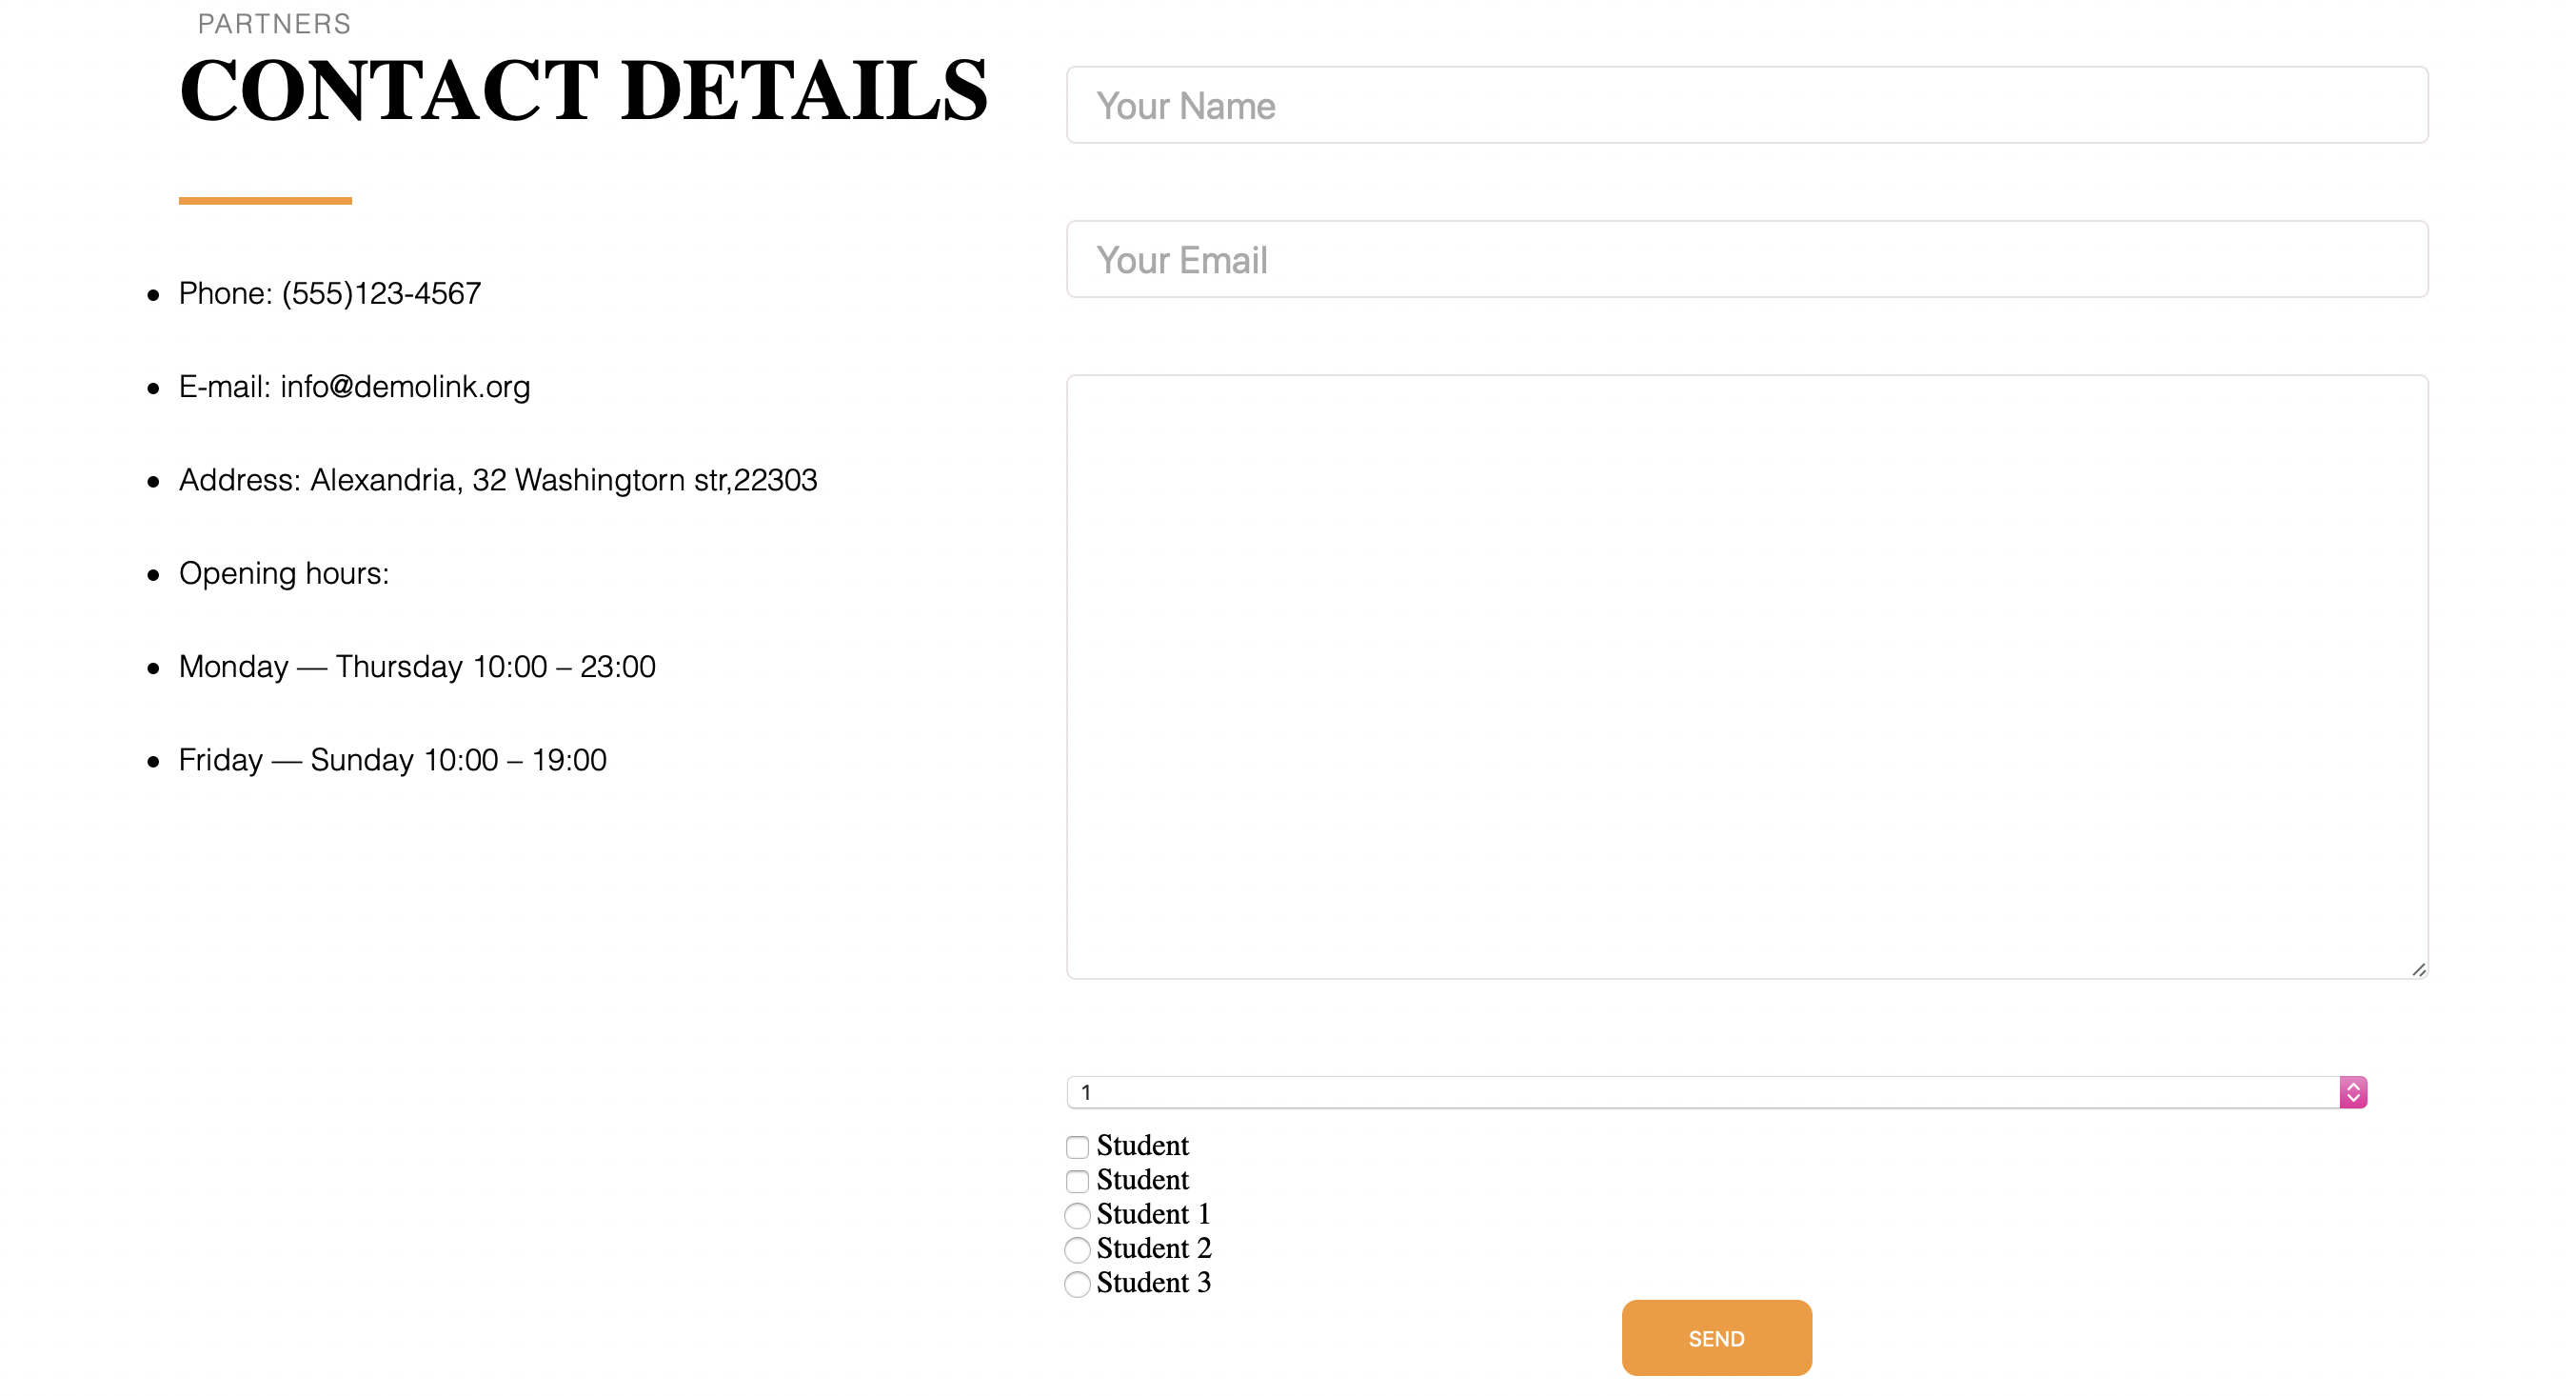 PARTNERS
CONTACT DETAILS
Phone: (555)123-4567
E-mail: info@demolink.org
Address: Alexandria, 32 Washingtorn str,22303
Opening hours:
Monday — Thursday 10:00 – 23:00
Friday — Sunday 10:00 – 19:00
Your Name
Your Email
1
Student
Student
Student 1
Student 2
Student 3
SEND